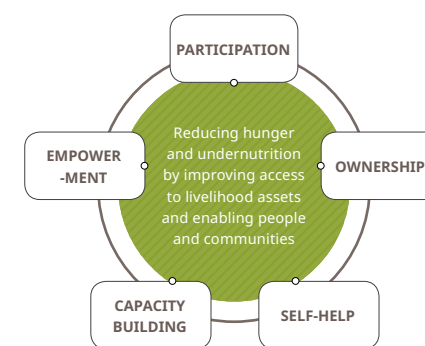 PARTICIPATION
Reducing hunger
and undernutrition
by improving access
to livelihood assets
and enabling people
and communities
EMPOWER
-MENT
OWNERSHIP
CAPACITY
BUILDING
SELF-HELP